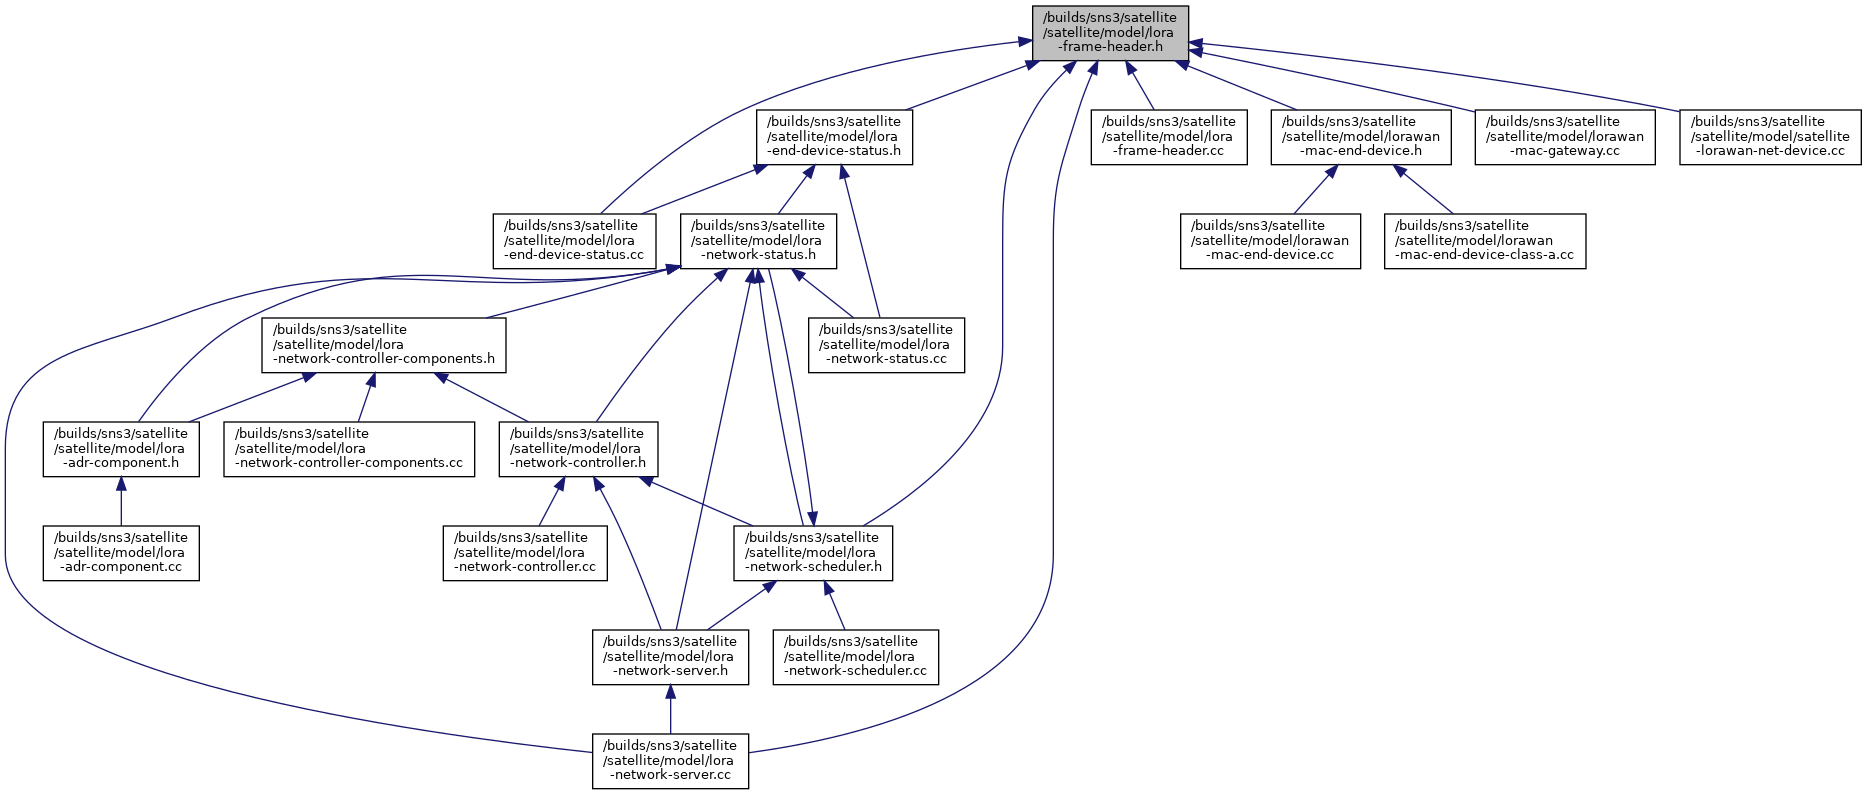 /builds/sns3/satellite
/satellite/model/lora
-frame-header.h
/builds/sns3/satellite
/satellite/model/lora
-end-device-status.h
/builds/sns3/satellite
/satellite/model/lora
-frame-header.cc
/builds/sns3/satellite
/satellite/model/lorawan
-mac-end-device.h
/builds/sns3/satellite
/satellite/model/lorawan
-mac-gateway.cc
/builds/sns3/satellite
/satellite/model/satellite
-lorawan-net-device.cc
/builds/sns3/satellite
/satellite/model/lora
-end-device-status.cc
/builds/sns3/satellite
/satellite/model/lora
-network-status.h
/builds/sns3/satellite
/satellite/model/lorawan
-mac-end-device.cc
/builds/sns3/satellite
/satellite/model/lorawan
-mac-end-device-class-a.cc
/builds/sns3/satellite
/satellite/model/lora
-network-controller-components.h
/builds/sns3/satellite
/satellite/model/lora
-network-status.cc
/builds/sns3/satellite
/satellite/model/lora
-adr-component.h
/builds/sns3/satellite
/satellite/model/lora
-network-controller-components.cc
/builds/sns3/satellite
/satellite/model/lora
-network-controller.h
/builds/sns3/satellite
/satellite/model/lora
-adr-component.cc
/builds/sns3/satellite
/satellite/model/lora
-network-controller.cc
/builds/sns3/satellite
/satellite/model/lora
-network-scheduler.h
/builds/sns3/satellite
/satellite/model/lora
-network-server.h
/builds/sns3/satellite
/satellite/model/lora
-network-scheduler.cc
/builds/sns3/satellite
/satellite/model/lora
-network-server.cc